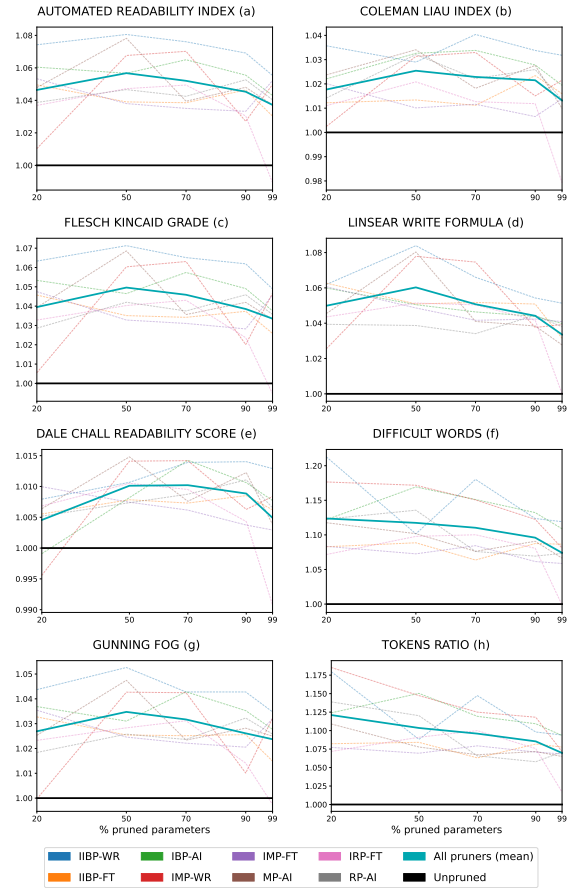 AUTOMATED READABILITY INDEX (a)
1.08
1.06
1.04
1.02
1.00
20 50 70 90 99
COLEMAN LIAU INDEX (b)
1.04
1.03
1.02
1.01
1.00
0.99
0.98
20 50 70 90 99
FLESCH KINCAID GRADE (c)
1.07
1.06
1.05
1.04
1.03
1.02
1.01
1.00
20 50 70 90 99
LINSEAR WRITE FORMULA (d)
1.08
1.06
1.04
1.02
1.00
20 50 70 90 99
DALE CHALL READABILITY SCORE (e)
1.015
1.010
1.005
1.000
0.995
0.990
20 50 70 90 99
DIFFICULT WORDS (f)
1.20
1.15
1.10
1.05
1.00
20 50 70 90 99
GUNNING FOG (g)
1.05
1.04
1.03
1.02
1.01
1.00
20 50 70 90 99
% pruned parameters
TOKENS RATIO (h)
1.175
1.150
1.125
1.100
1.075
1.050
1.025
1.000
20 50 70 90 99
% pruned parameters
IIBP-WR IBP-AI IMP-FT IRP-FT All pruners (mean)
IIBP-FT IMP-WR MP-AI RP-AI Unpruned